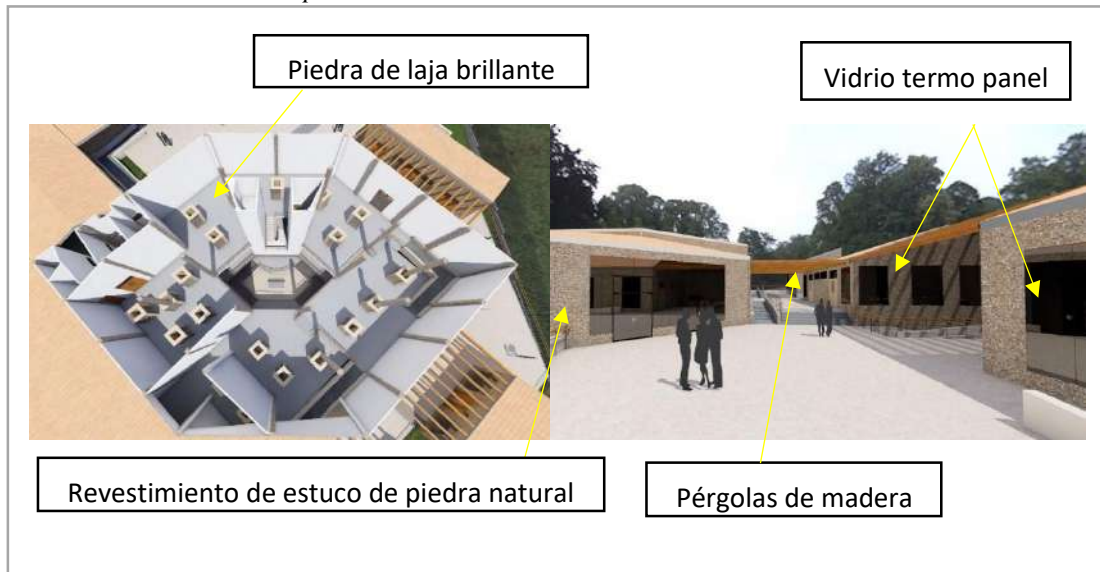 Piedra de laja brillante
Vidrio termo panel
Revestimiento de estuco de piedra natural
Pérgolas de madera